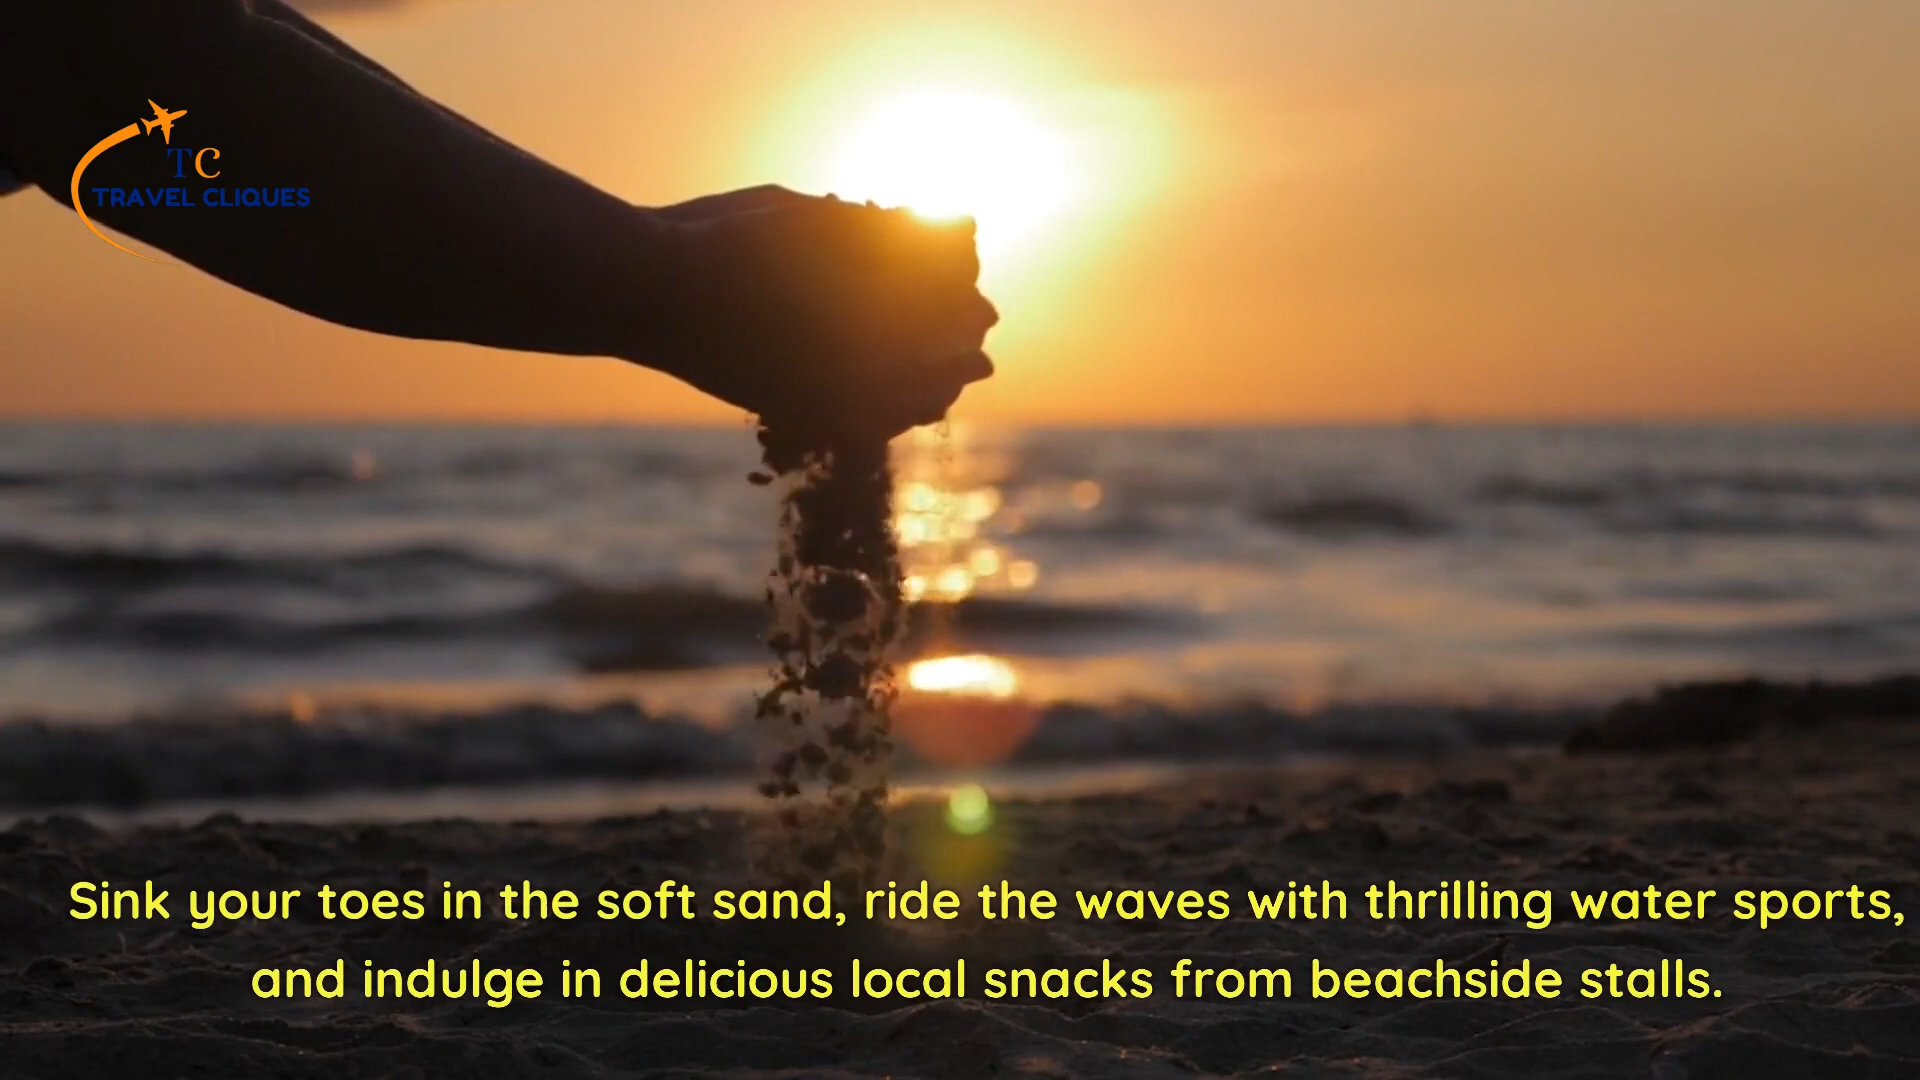 TC
TRAVEL CLIQUES
Sink your toes in the soft sand, ride the waves with thrilling water sports,
and indulge in delicious local snacks from beachside stalls.